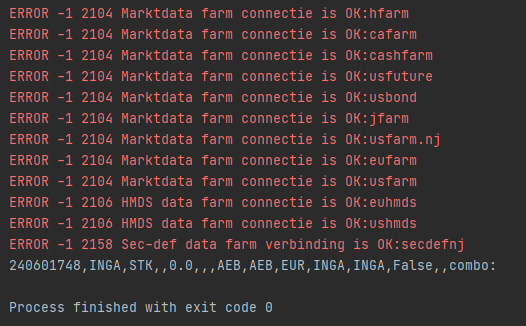 ERROR -1 2104 Marktdata farm connectie is OK:hfarm
ERROR -1 2104 Marktdata farm connectie is OK:cafarm
ERROR -1 2104 Marktdata farm connectie is OK:cashfarm
ERROR -1 2104 Marktdata farm connectie is OK:usfuture
ERROR -1 2104 Marktdata farm connectie is OK:usbond
ERROR -1 2104 Marktdata farm connectie is OK:jfarm
ERROR -1 2104 Marktdata farm connectie is OK:usfarm.nj
ERROR -1 2104 Marktdata farm connectie is OK:eufarm
ERROR -1 2104 Marktdata farm connectie is OK:usfarm
ERROR -1 2106 HMDS data farm connectie is OK:euhmds
ERROR -1 2106 HMDS data farm connectie is OK:ushmds
ERROR -1 2158 Sec-def data farm verbinding is OK:secdefnj
240601748,INGA,STK,,0.0,,,AEB,AEB,EUR,INGA,INGA,False,,combo:
Process finished with exit code 0